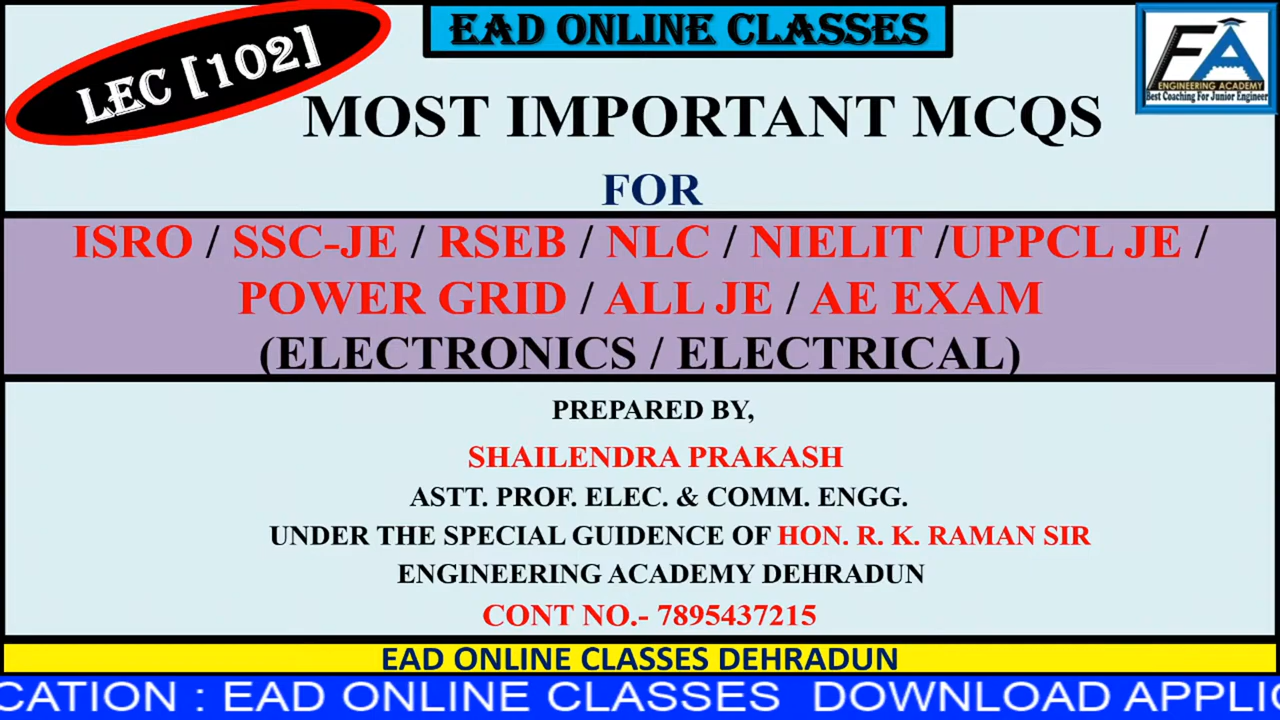 LEC [102]
EAD ONLINE CLASSES
FA
ENGINEERING ACADEMY
Best Coaching For Junior Engineer
MOST IMPORTANT MCQS
FOR
ISRO / SSC-JE / RSEB / NLC / NIELIT /UPPCL JE /
POWER GRID / ALL JE / AE EXAM
(ELECTRONICS / ELECTRICAL)
PREPARED BY,
SHAILENDRA PRAKASH
ASTT. PROF. ELEC. & COMM. ENGG.
UNDER THE SPECIAL GUIDENCE OF HON. R. K. RAMAN SIR
ENGINEERING ACADEMY DEHRADUN
CONT NO.- 7895437215
EAD ONLINE CLASSES DEHRADUN
CATION : EAD ONLINE CLASSES DOWNLOAD APPLIC